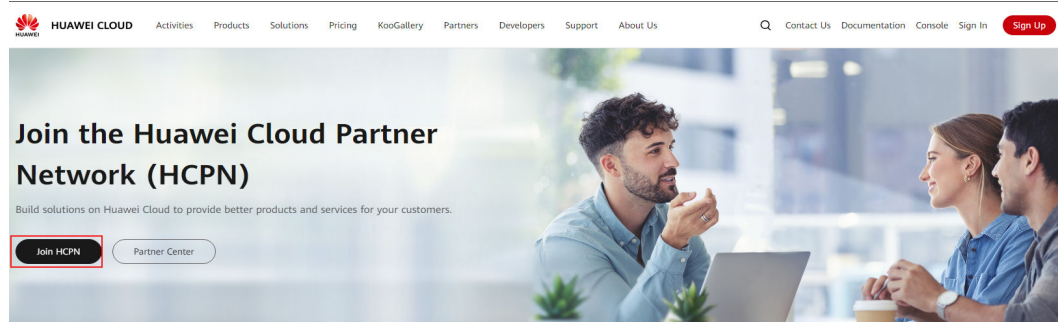 HUAWEI
HUAWEI CLOUD Activities Products Solutions Pricing KooGallery Partners Developers Support About Us Contact Us Documentation Console Sign In Sign Up
Join the Huawei Cloud Partner
Network (HCPN)
Build solutions on Huawei Cloud to provide better products and services for your customers.
Join HCPN Partner Center